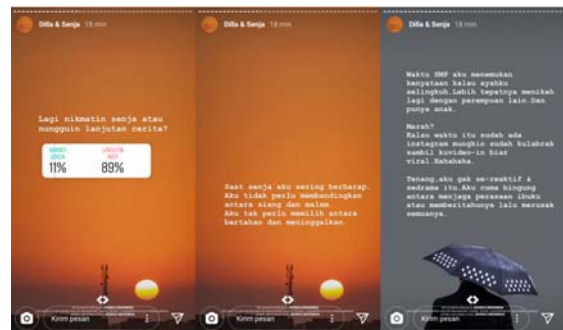 Dilla & Senja 18 min
Lagi nikmatin senja atau
nungguin lanjutan cerita?
11% 89%
Kirim pesan
Dilla & Senja 18 min
Saat senja aku sering berharap.
Aku tidak perlu membandingkan
antara siang dan malam.
Aku tak perlu memilih antara
bertahan dan meninggalkan.
Kirim pesan
Dilla & Senja 18 min
Waktu SMP aku menemukan
kenyataan kalau ayahku
selingkuh.Lebih tepatnya menikah
lagi dengan perempuan lain.Dan
punya anak.
Marah?
Kalau waktu itu sudah ada
instagram mungkin sudah kulabrak
sambil kuvideo-in biar
viral.Hahahaha.
Tenang,aku gak se-reaktif &
sedrama itu.Aku cuma bingung
antara menjaga perasaan ibuku
atau memberitahunya lalu merusak
semuanya.
Kirim pesan